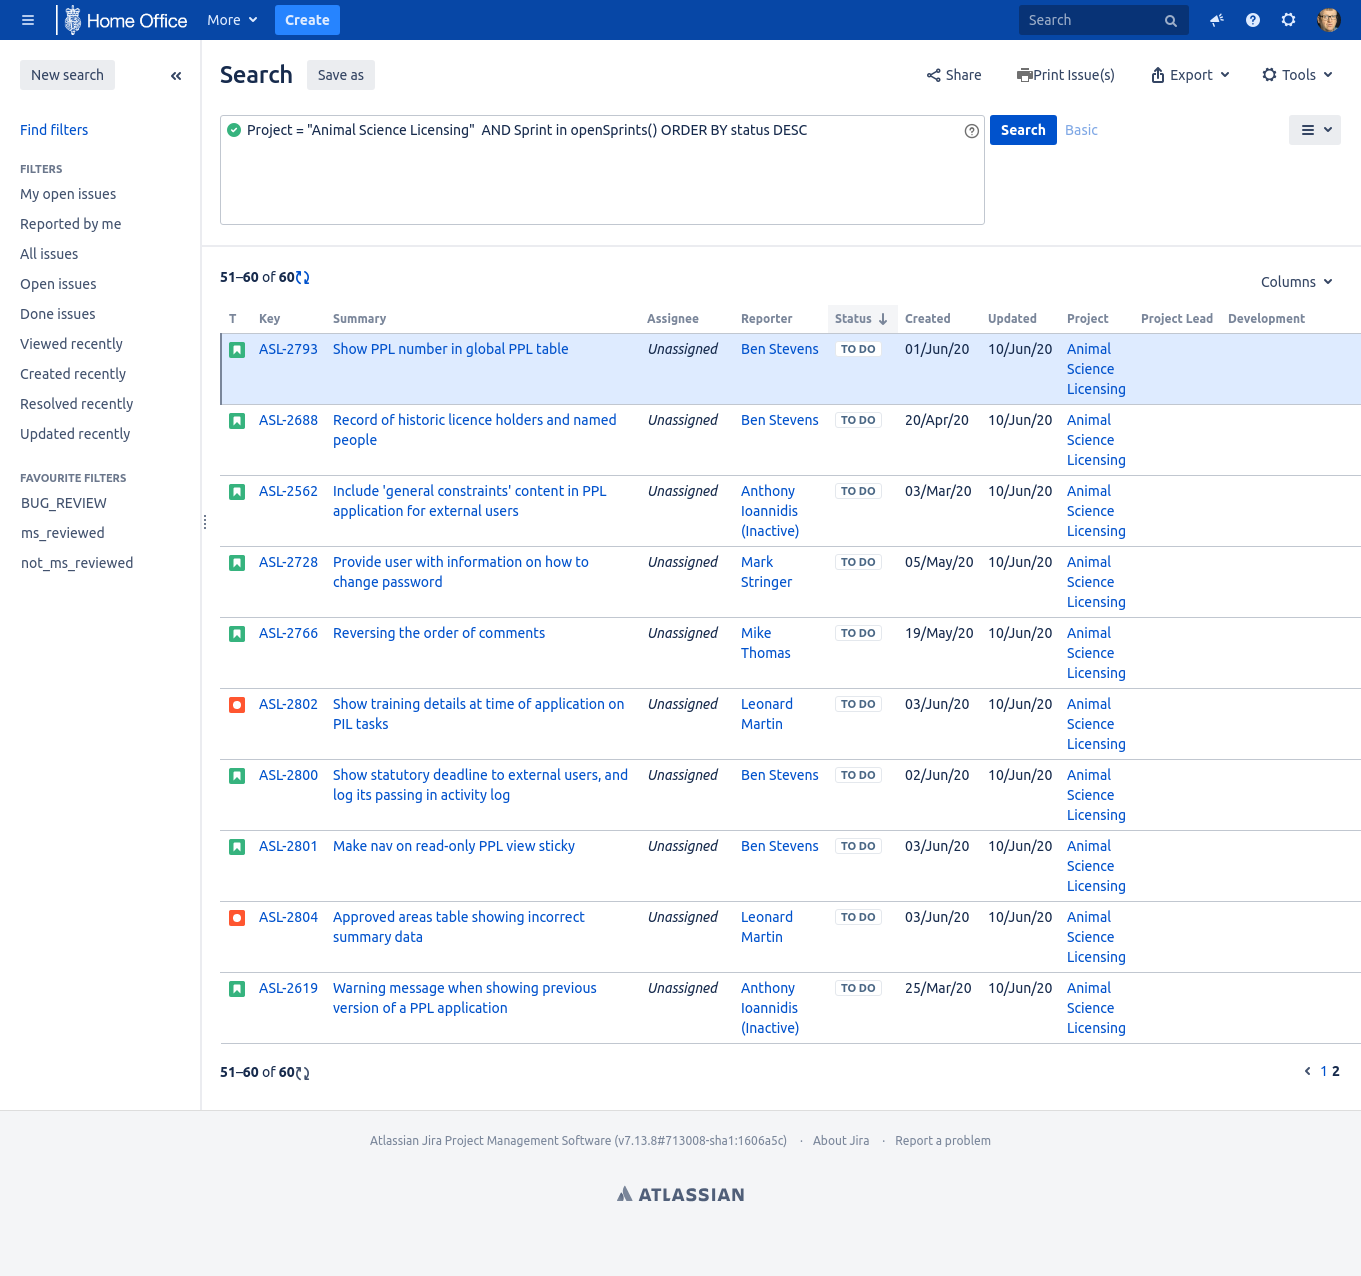 Home Office More Create Search
New search
Search Save as Share Print Issue(s) Export Tools
Find filters
FILTERS
My open issues
Reported by me
All issues
Open issues
Done issues
Viewed recently
Created recently
Resolved recently
Updated recently
FAVOURITE FILTERS
BUG_REVIEW
ms_reviewed
not_ms_reviewed
Project = "Animal Science Licensing"  AND Sprint in openSprints() ORDER BY status DESC
Search Basic
51–60 of 60
Columns
T Key Summary Assignee Reporter Status Created Updated Project Project Lead Development
ASL-2793 Show PPL number in global PPL table Unassigned Ben Stevens TO DO 01/Jun/20 10/Jun/20 Animal
Science
Licensing
ASL-2688 Record of historic licence holders and named Unassigned Ben Stevens TO DO 20/Apr/20 10/Jun/20 Animal
people Science
Licensing
ASL-2562 Include 'general constraints' content in PPL Unassigned Anthony TO DO 03/Mar/20 10/Jun/20 Animal
application for external users Ioannidis Science
(Inactive) Licensing
ASL-2728 Provide user with information on how to Unassigned Mark TO DO 05/May/20 10/Jun/20 Animal
change password Stringer Science
Licensing
ASL-2766 Reversing the order of comments Unassigned Mike TO DO 19/May/20 10/Jun/20 Animal
Thomas Science
Licensing
ASL-2802 Show training details at time of application on Unassigned Leonard TO DO 03/Jun/20 10/Jun/20 Animal
PIL tasks Martin Science
Licensing
ASL-2800 Show statutory deadline to external users, and Unassigned Ben Stevens TO DO 02/Jun/20 10/Jun/20 Animal
log its passing in activity log Science
Licensing
ASL-2801 Make nav on read-only PPL view sticky Unassigned Ben Stevens TO DO 03/Jun/20 10/Jun/20 Animal
Science
Licensing
ASL-2804 Approved areas table showing incorrect Unassigned Leonard TO DO 03/Jun/20 10/Jun/20 Animal
summary data Martin Science
Licensing
ASL-2619 Warning message when showing previous Unassigned Anthony TO DO 25/Mar/20 10/Jun/20 Animal
version of a PPL application Ioannidis Science
(Inactive) Licensing
51–60 of 60 1 2
Atlassian Jira Project Management Software (v7.13.8#713008-sha1:1606a5c) · About Jira · Report a problem
ATLASSIAN